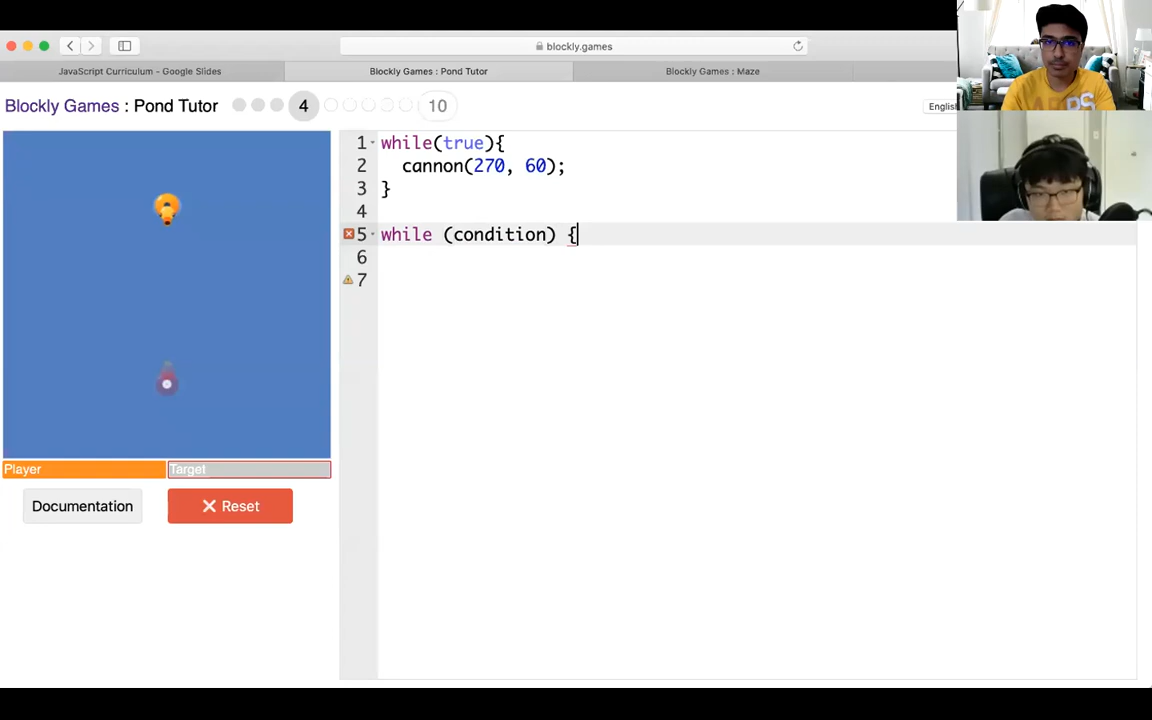 blockly.games
JavaScript Curriculum - Google Slides
Blockly Games : Pond Tutor
Blockly Games : Maze
Blockly Games : Pond Tutor
4
10
English
1 while(true){
2 cannon(270, 60);
3 }
4
5 while (condition) {
6
7
Player
Target
Documentation
Reset